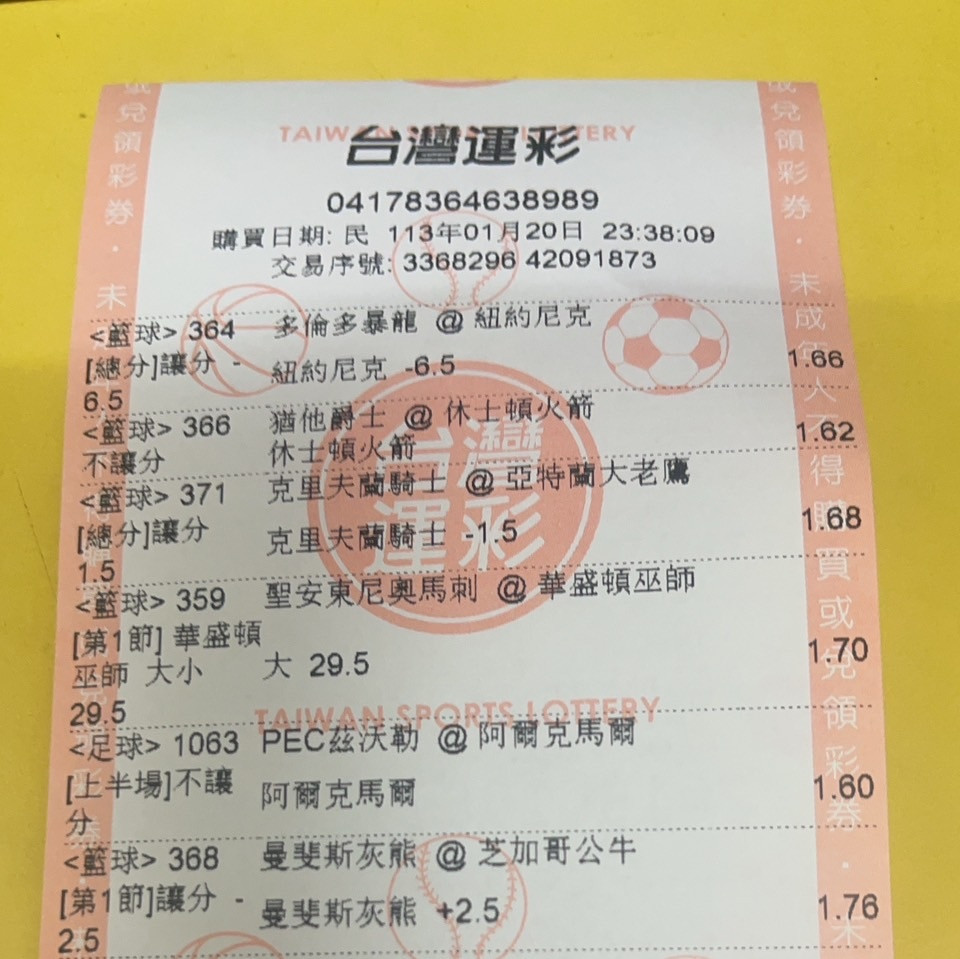 TAIWAN SPORTS LOTTERY
台灣運彩
04178364638989
購買日期: 民 113年01月20日 23:38:09
交易序號: 3368296 42091873
<籃球> 364 多倫多暴龍 @ 紐約尼克
[總分]讓分 - 紐約尼克 -6.5 1.66
6.5
<籃球> 366 猶他爵士 @ 休士頓火箭
不讓分 休士頓火箭 1.62
<籃球> 371 克里夫蘭騎士 @ 亞特蘭大老鷹
[總分]讓分 克里夫蘭騎士 -1.5 1.68
1.5
<籃球> 359 聖安東尼奧馬刺 @ 華盛頓巫師
[第1節] 華盛頓
巫師 大小 大 29.5 1.70
29.5
TAIWAN SPORTS LOTTERY
<足球> 1063 PEC茲沃勒 @ 阿爾克馬爾
[上半場]不讓 阿爾克馬爾 1.60
分
<籃球> 368 曼斐斯灰熊 @ 芝加哥公牛
[第1節]讓分 - 曼斐斯灰熊 +2.5 1.76
2.5
台灣運彩
兌領彩券．未
兌領彩券．未成年人不得購買或兌領彩券．未